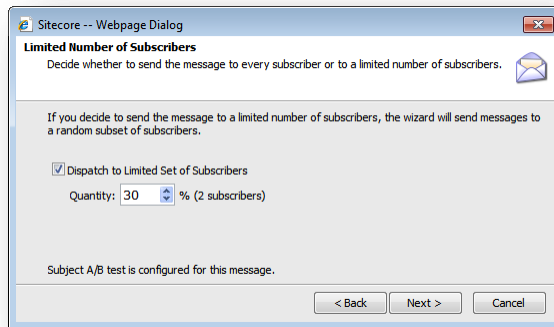 Sitecore -- Webpage Dialog
Limited Number of Subscribers
Decide whether to send the message to every subscriber or to a limited number of subscribers.
If you decide to send the message to a limited number of subscribers, the wizard will send messages to
a random subset of subscribers.
Dispatch to Limited Set of Subscribers
Quantity: 30 % (2 subscribers)
Subject A/B test is configured for this message.
< Back Next > Cancel